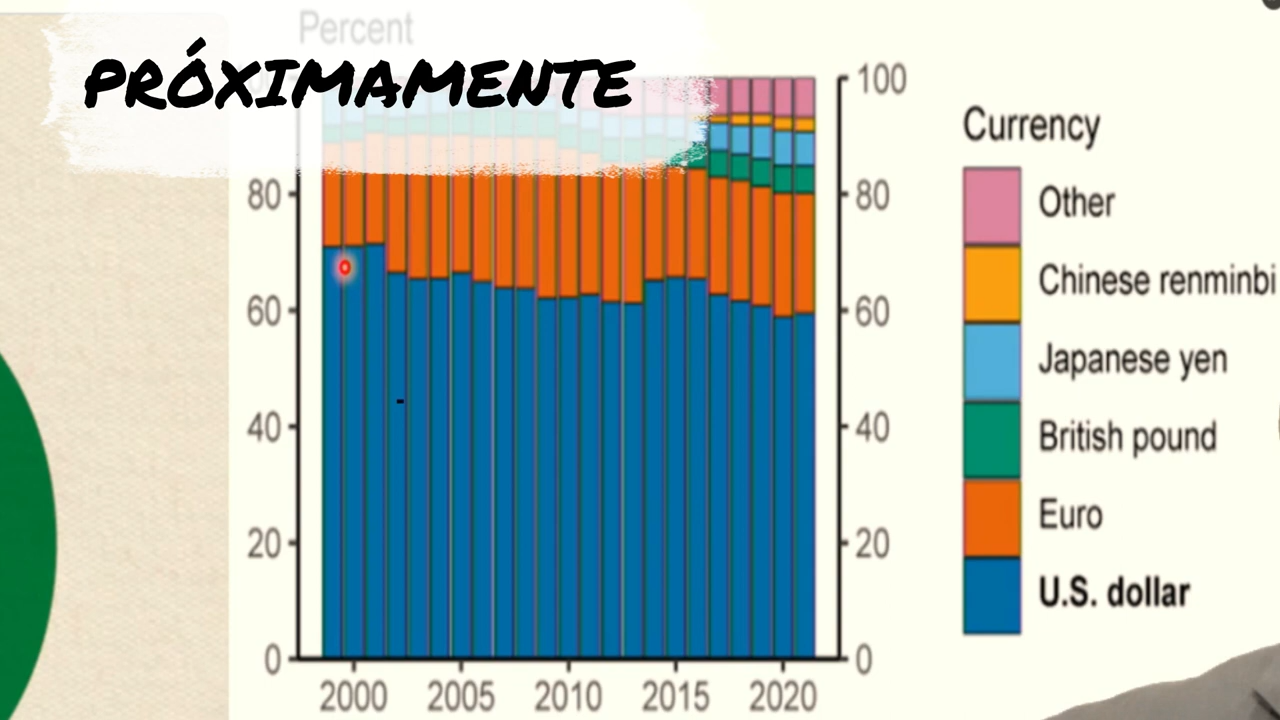 Percent
PRÓXIMAMENTE
100
80
80
60
60
40
40
20
20
0
0
2000 2005 2010 2015 2020
Currency
Other
Chinese renminbi
Japanese yen
British pound
Euro
U.S. dollar